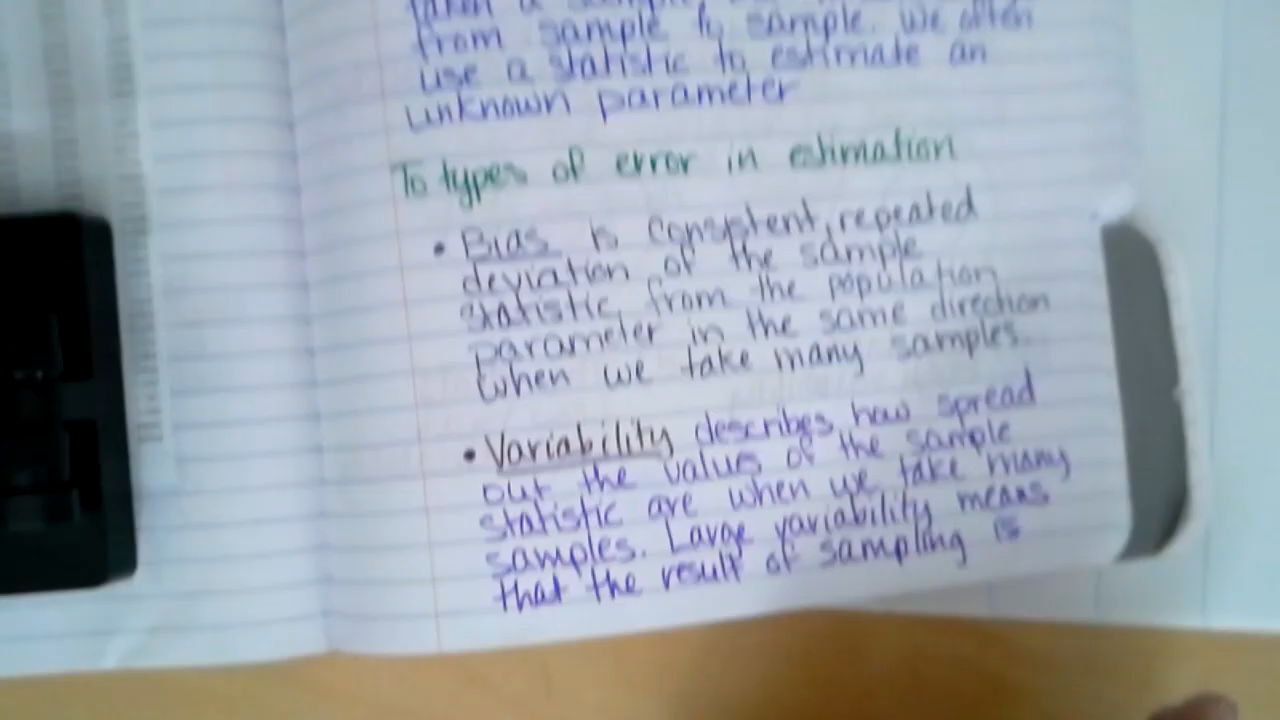 taken a sample
from sample to sample. We often
use a statistic to estimate an
unknown parameter
To types of error in estimation
• Bias is consistent, repeated
deviation of the sample
statistic from the population
parameter in the same direction
when we take many samples.
• Variability describes how spread
out the values of the sample
statistic are when we take many
samples. Large variability means
that the result of sampling is